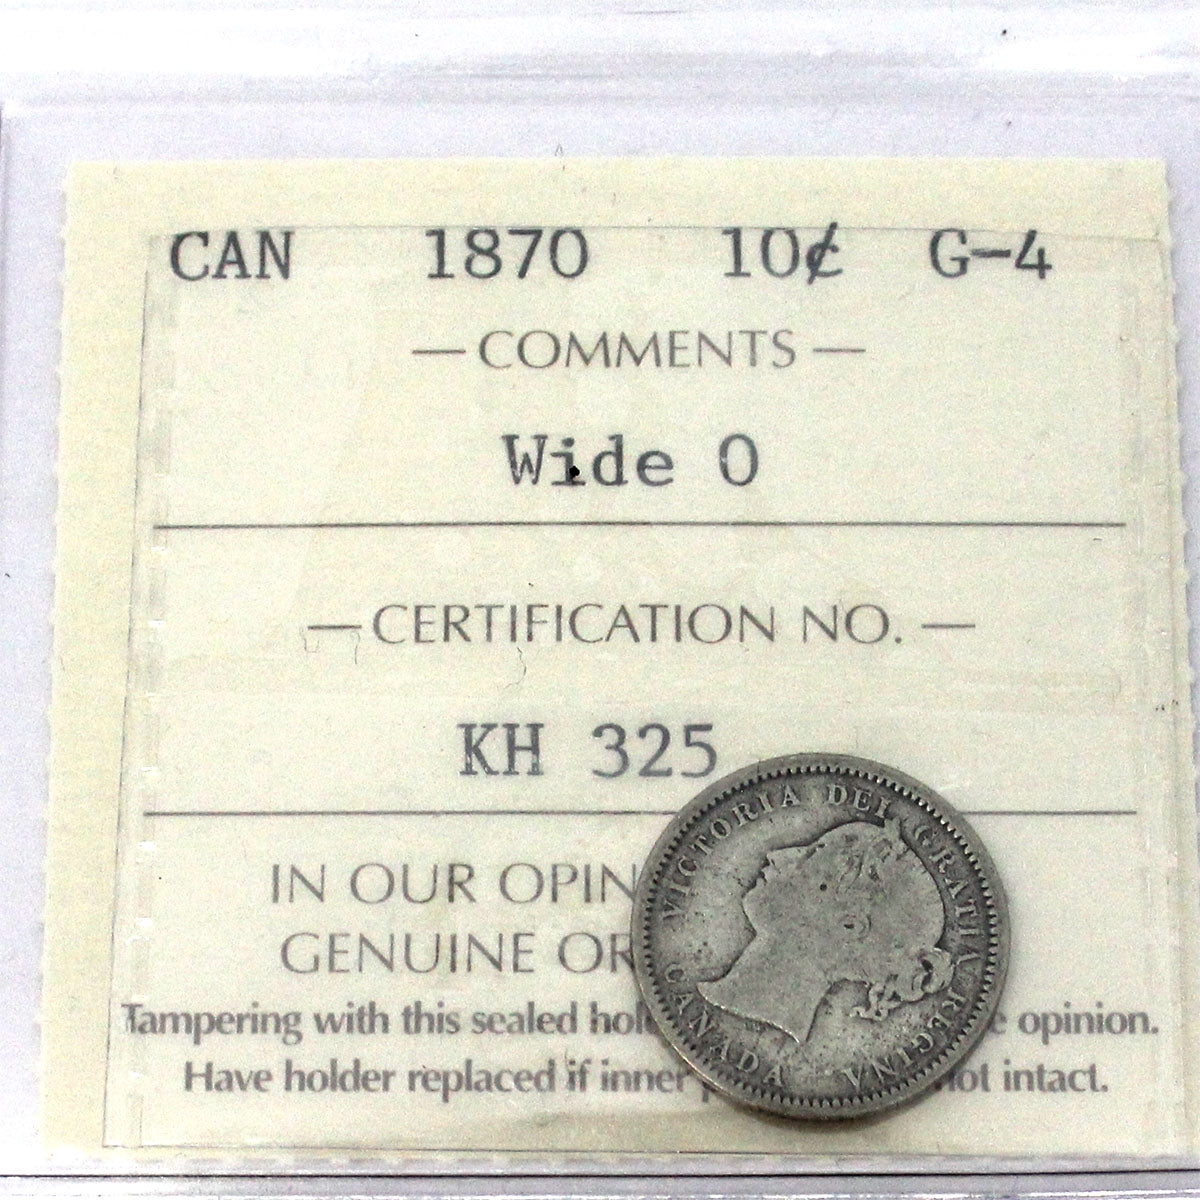 CAN 1870 10¢ G-4
— COMMENTS —
Wide 0
— CERTIFICATION NO. —
KH 325
IN OUR OPIN
GENUINE OR
Tampering with this sealed hol e opinion.
Have holder replaced if inner not intact.
VICTORIA DEI GRATIA REGINA
CANADA